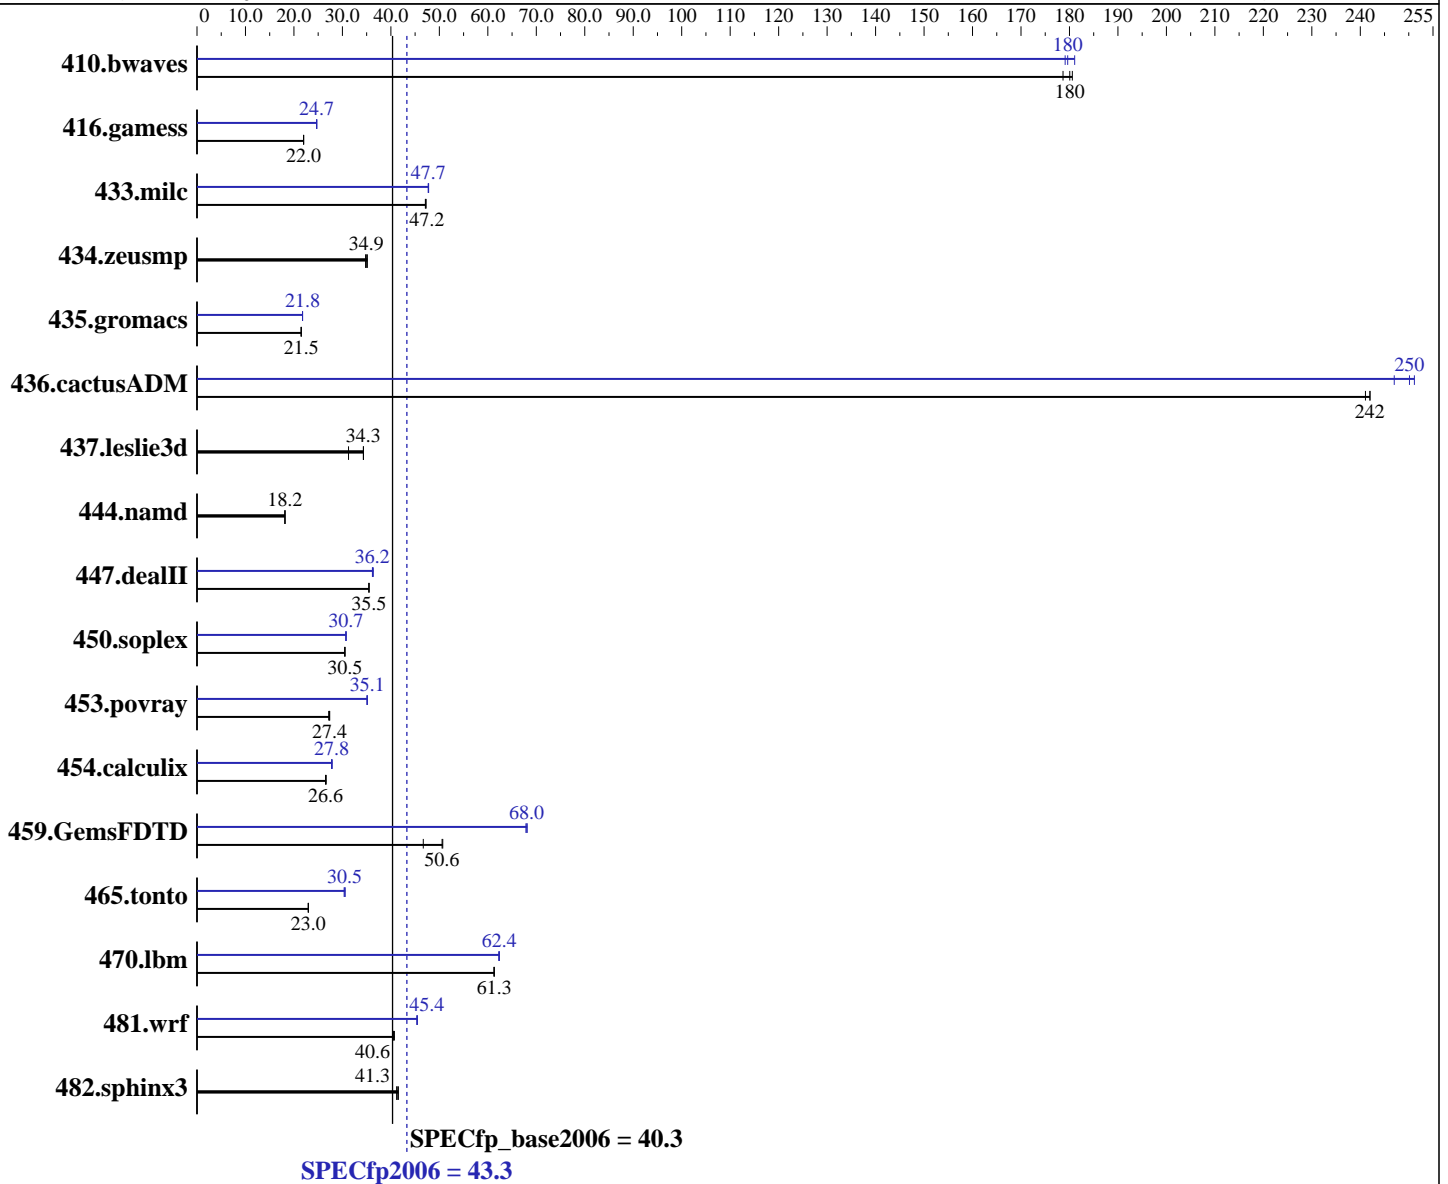 0 10.0 20.0 30.0 40.0 50.0 60.0 70.0 80.0 90.0 100 110 120 130 140 150 160 170 180 190 200 210 220 230 240 255
180
410.bwaves
180
24.7
416.gamess
22.0
47.7
433.milc
47.2
34.9
434.zeusmp
21.8
435.gromacs
21.5
250
436.cactusADM
242
34.3
437.leslie3d
18.2
444.namd
36.2
447.dealII
35.5
30.7
450.soplex
30.5
35.1
453.povray
27.4
27.8
454.calculix
26.6
68.0
459.GemsFDTD
50.6
30.5
465.tonto
23.0
62.4
470.lbm
61.3
45.4
481.wrf
40.6
41.3
482.sphinx3
SPECfp_base2006 = 40.3
SPECfp2006 = 43.3